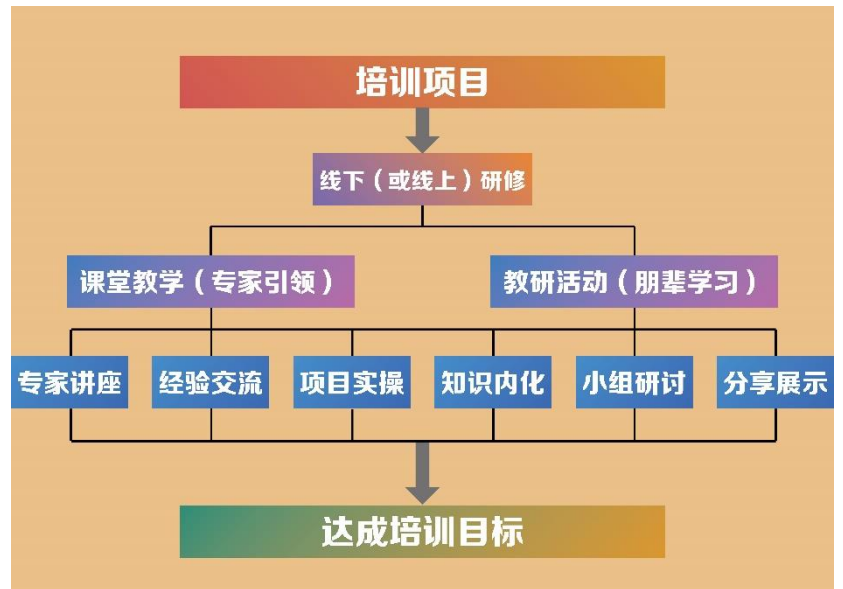 培训项目
线下（或线上）研修
课堂教学（专家引领）
教研活动（朋辈学习）
专家讲座
经验交流
项目实操
知识内化
小组研讨
分享展示
达成培训目标